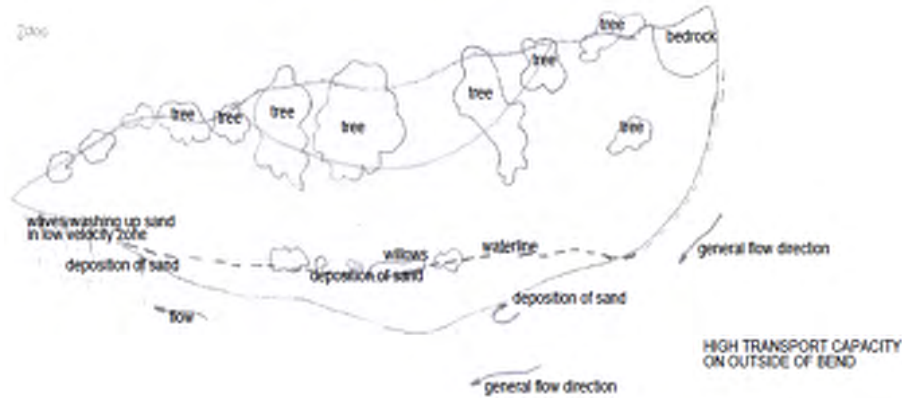 2000
tree
bedrock
tree
tree
tree
tree
tree
tree
tree
waves washing up sand
in low velocity zone
deposition of sand
willows
waterline
deposition of sand
general flow direction
deposition of sand
flow
HIGH TRANSPORT CAPACITY
ON OUTSIDE OF BEND
general flow direction